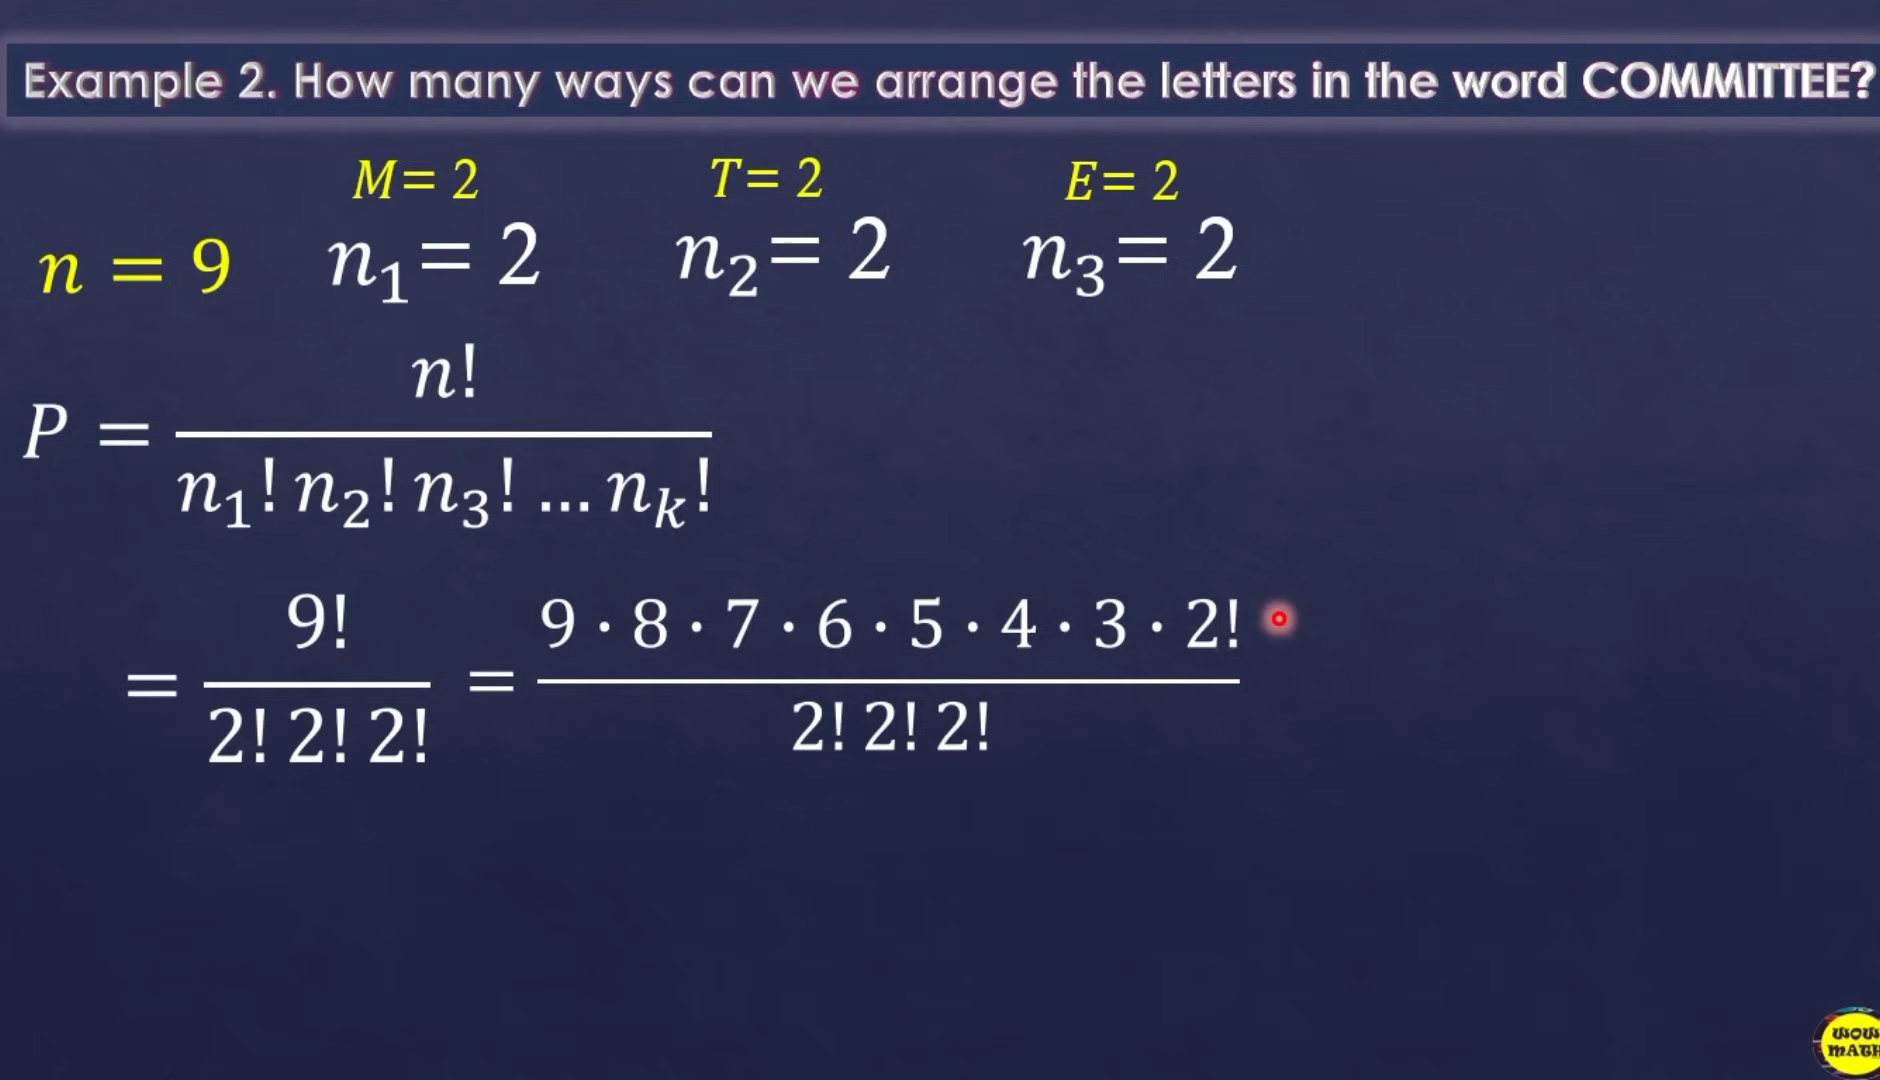 Example 2. How many ways can we arrange the letters in the word COMMITTEE?
M= 2 T= 2 E= 2
n = 9 n₁= 2 n₂= 2 n₃= 2
n!
P =
n₁! n₂! n₃! ... nₖ!
9! 9 · 8 · 7 · 6 · 5 · 4 · 3 · 2!
= =
2! 2! 2! 2! 2! 2!
WOW
MATH